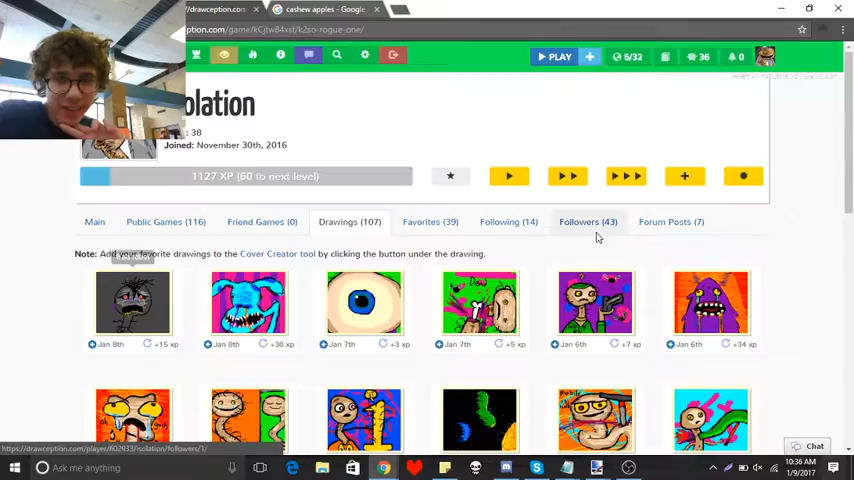 //drawception.com/
cashew apples - Google
ption.com/game/kCjtw84xsf/k2so-rogue-one/
PLAY
5/32
36
0
olation
: 38
Joined: November 30th, 2016
1127 XP (60 to next level)
Main
Public Games (116)
Friend Games (0)
Drawings (107)
Favorites (39)
Following (14)
Followers (43)
Forum Posts (7)
Note: Add your favorite drawings to the Cover Creator tool by clicking the button under the drawing.
Jan 8th +15 xp
Jan 8th +30 xp
Jan 7th +3 xp
Jan 7th +5 xp
Jan 6th +7 xp
Jan 6th +34 xp
https://drawception.com/player/602933/isolation/followers/1/
Chat
Ask me anything
10:36 AM
1/9/2017